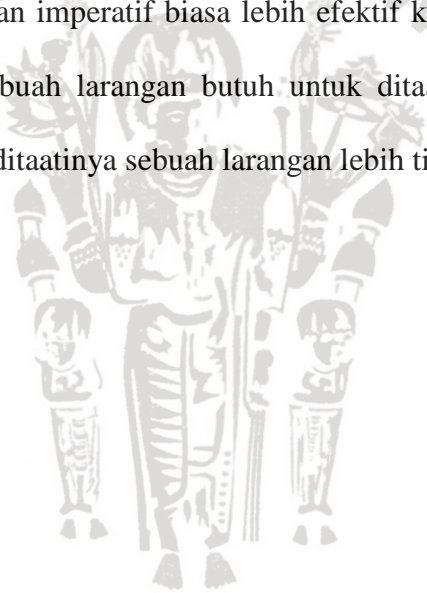 an imperatif biasa lebih efektif k
buah larangan butuh untuk dita
ditaatinya sebuah larangan lebih ti